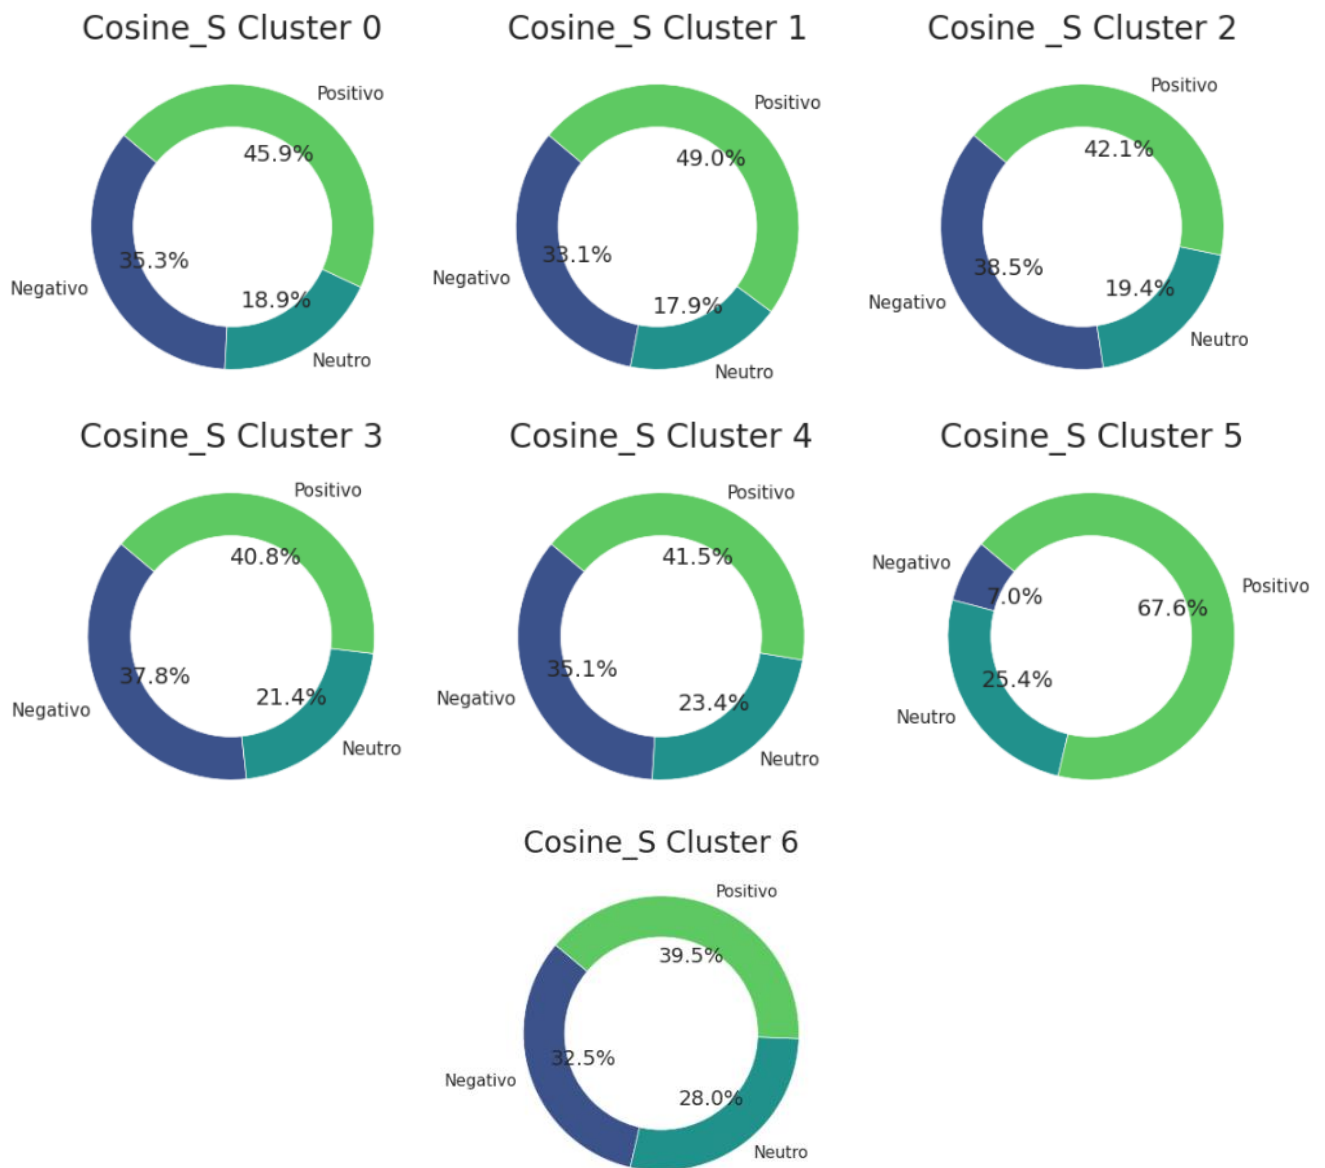 Cosine_S Cluster 0
Positivo
45.9%
35.3%
Negativo
18.9%
Neutro
Cosine_S Cluster 1
Positivo
49.0%
33.1%
Negativo
17.9%
Neutro
Cosine _S Cluster 2
Positivo
42.1%
38.5%
Negativo
19.4%
Neutro
Cosine_S Cluster 3
Positivo
40.8%
37.8%
Negativo
21.4%
Neutro
Cosine_S Cluster 4
Positivo
41.5%
35.1%
Negativo
23.4%
Neutro
Cosine_S Cluster 5
Negativo
7.0%
67.6%
Positivo
25.4%
Neutro
Cosine_S Cluster 6
Positivo
39.5%
32.5%
Negativo
28.0%
Neutro